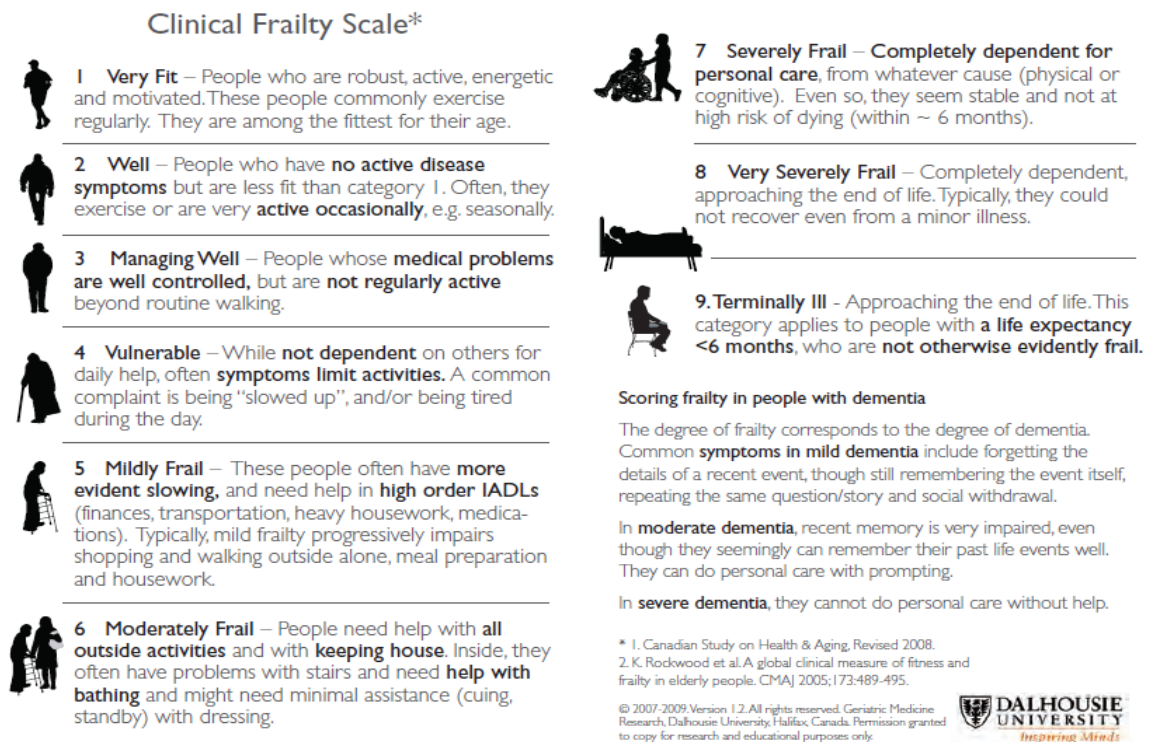 Clinical Frailty Scale*
1 Very Fit – People who are robust, active, energetic
and motivated. These people commonly exercise
regularly. They are among the fittest for their age.
2 Well – People who have no active disease
symptoms but are less fit than category 1. Often, they
exercise or are very active occasionally, e.g. seasonally.
3 Managing Well – People whose medical problems
are well controlled, but are not regularly active
beyond routine walking.
4 Vulnerable – While not dependent on others for
daily help, often symptoms limit activities. A common
complaint is being “slowed up”, and/or being tired
during the day.
5 Mildly Frail – These people often have more
evident slowing, and need help in high order IADLs
(finances, transportation, heavy housework, medica-
tions). Typically, mild frailty progressively impairs
shopping and walking outside alone, meal preparation
and housework.
6 Moderately Frail – People need help with all
outside activities and with keeping house. Inside, they
often have problems with stairs and need help with
bathing and might need minimal assistance (cuing,
standby) with dressing.
7 Severely Frail – Completely dependent for
personal care, from whatever cause (physical or
cognitive). Even so, they seem stable and not at
high risk of dying (within ~ 6 months).
8 Very Severely Frail – Completely dependent,
approaching the end of life. Typically, they could
not recover even from a minor illness.
9. Terminally Ill - Approaching the end of life. This
category applies to people with a life expectancy
<6 months, who are not otherwise evidently frail.
Scoring frailty in people with dementia
The degree of frailty corresponds to the degree of dementia.
Common symptoms in mild dementia include forgetting the
details of a recent event, though still remembering the event itself,
repeating the same question/story and social withdrawal.
In moderate dementia, recent memory is very impaired, even
though they seemingly can remember their past life events well.
They can do personal care with prompting.
In severe dementia, they cannot do personal care without help.
* 1. Canadian Study on Health & Aging, Revised 2008.
2. K. Rockwood et al. A global clinical measure of fitness and
frailty in elderly people. CMAJ 2005;173:489-495.
© 2007-2009. Version 1.2. All rights reserved. Geriatric Medicine
Research, Dalhousie University, Halifax, Canada. Permission granted
to copy for research and educational purposes only.
DALHOUSIE
UNIVERSITY
Inspiring Minds